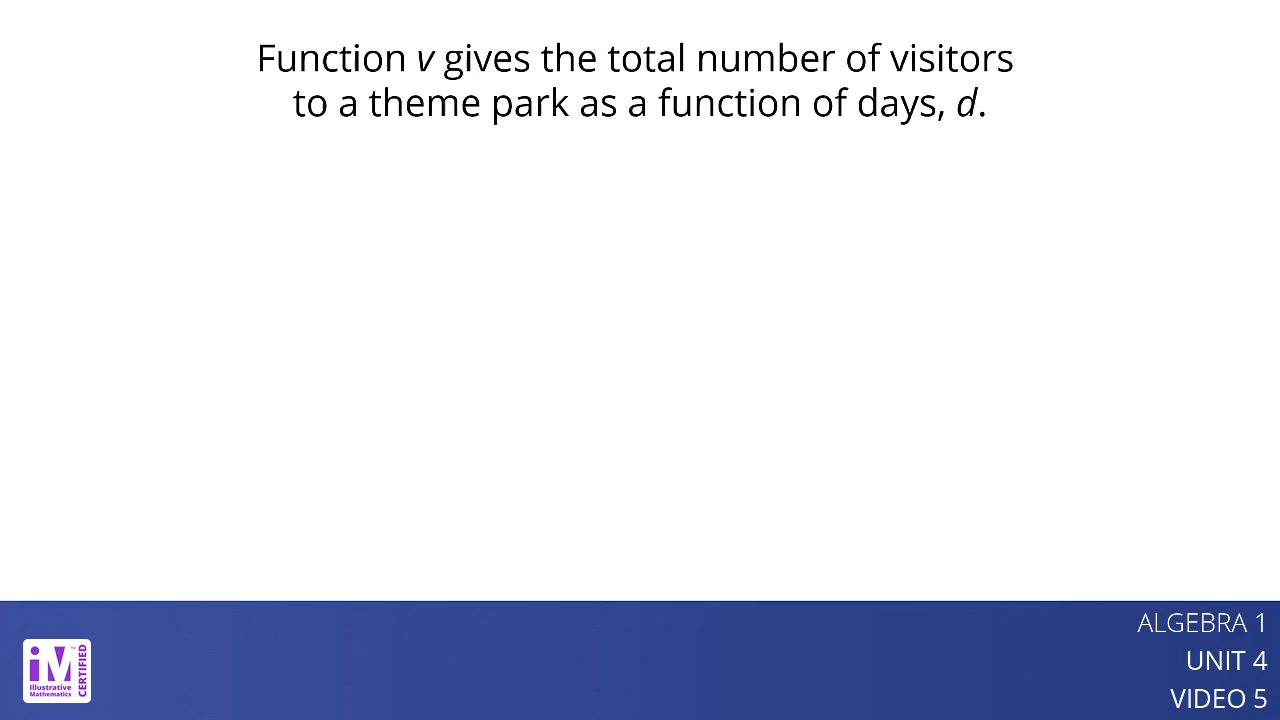 Function v gives the total number of visitors
to a theme park as a function of days, d.
ALGEBRA 1
UNIT 4
VIDEO 5
iM
™
Illustrative
Mathematics
CERTIFIED